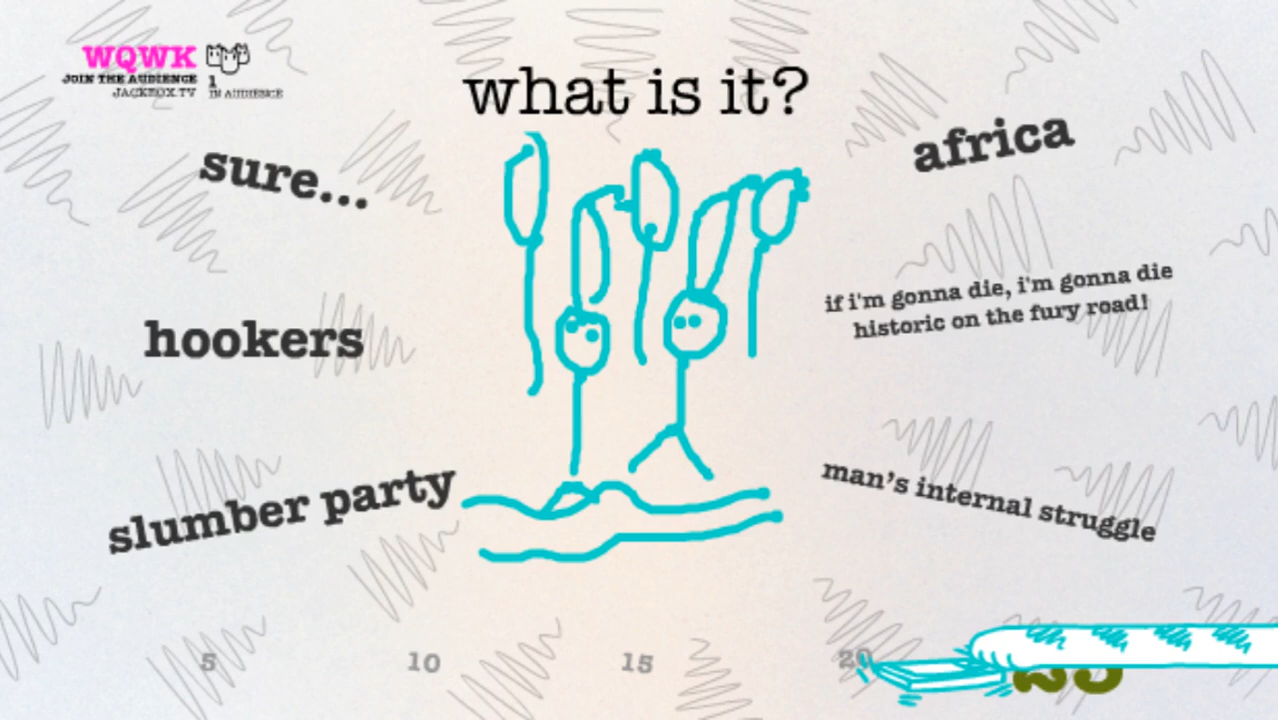 WQWK
JOIN THE AUDIENCE
JACKBOX.TV
1
IN AUDIENCE
what is it?
sure...
africa
hookers
if i'm gonna die, i'm gonna die
historic on the fury road!
slumber party
man's internal struggle
5
10
15
20